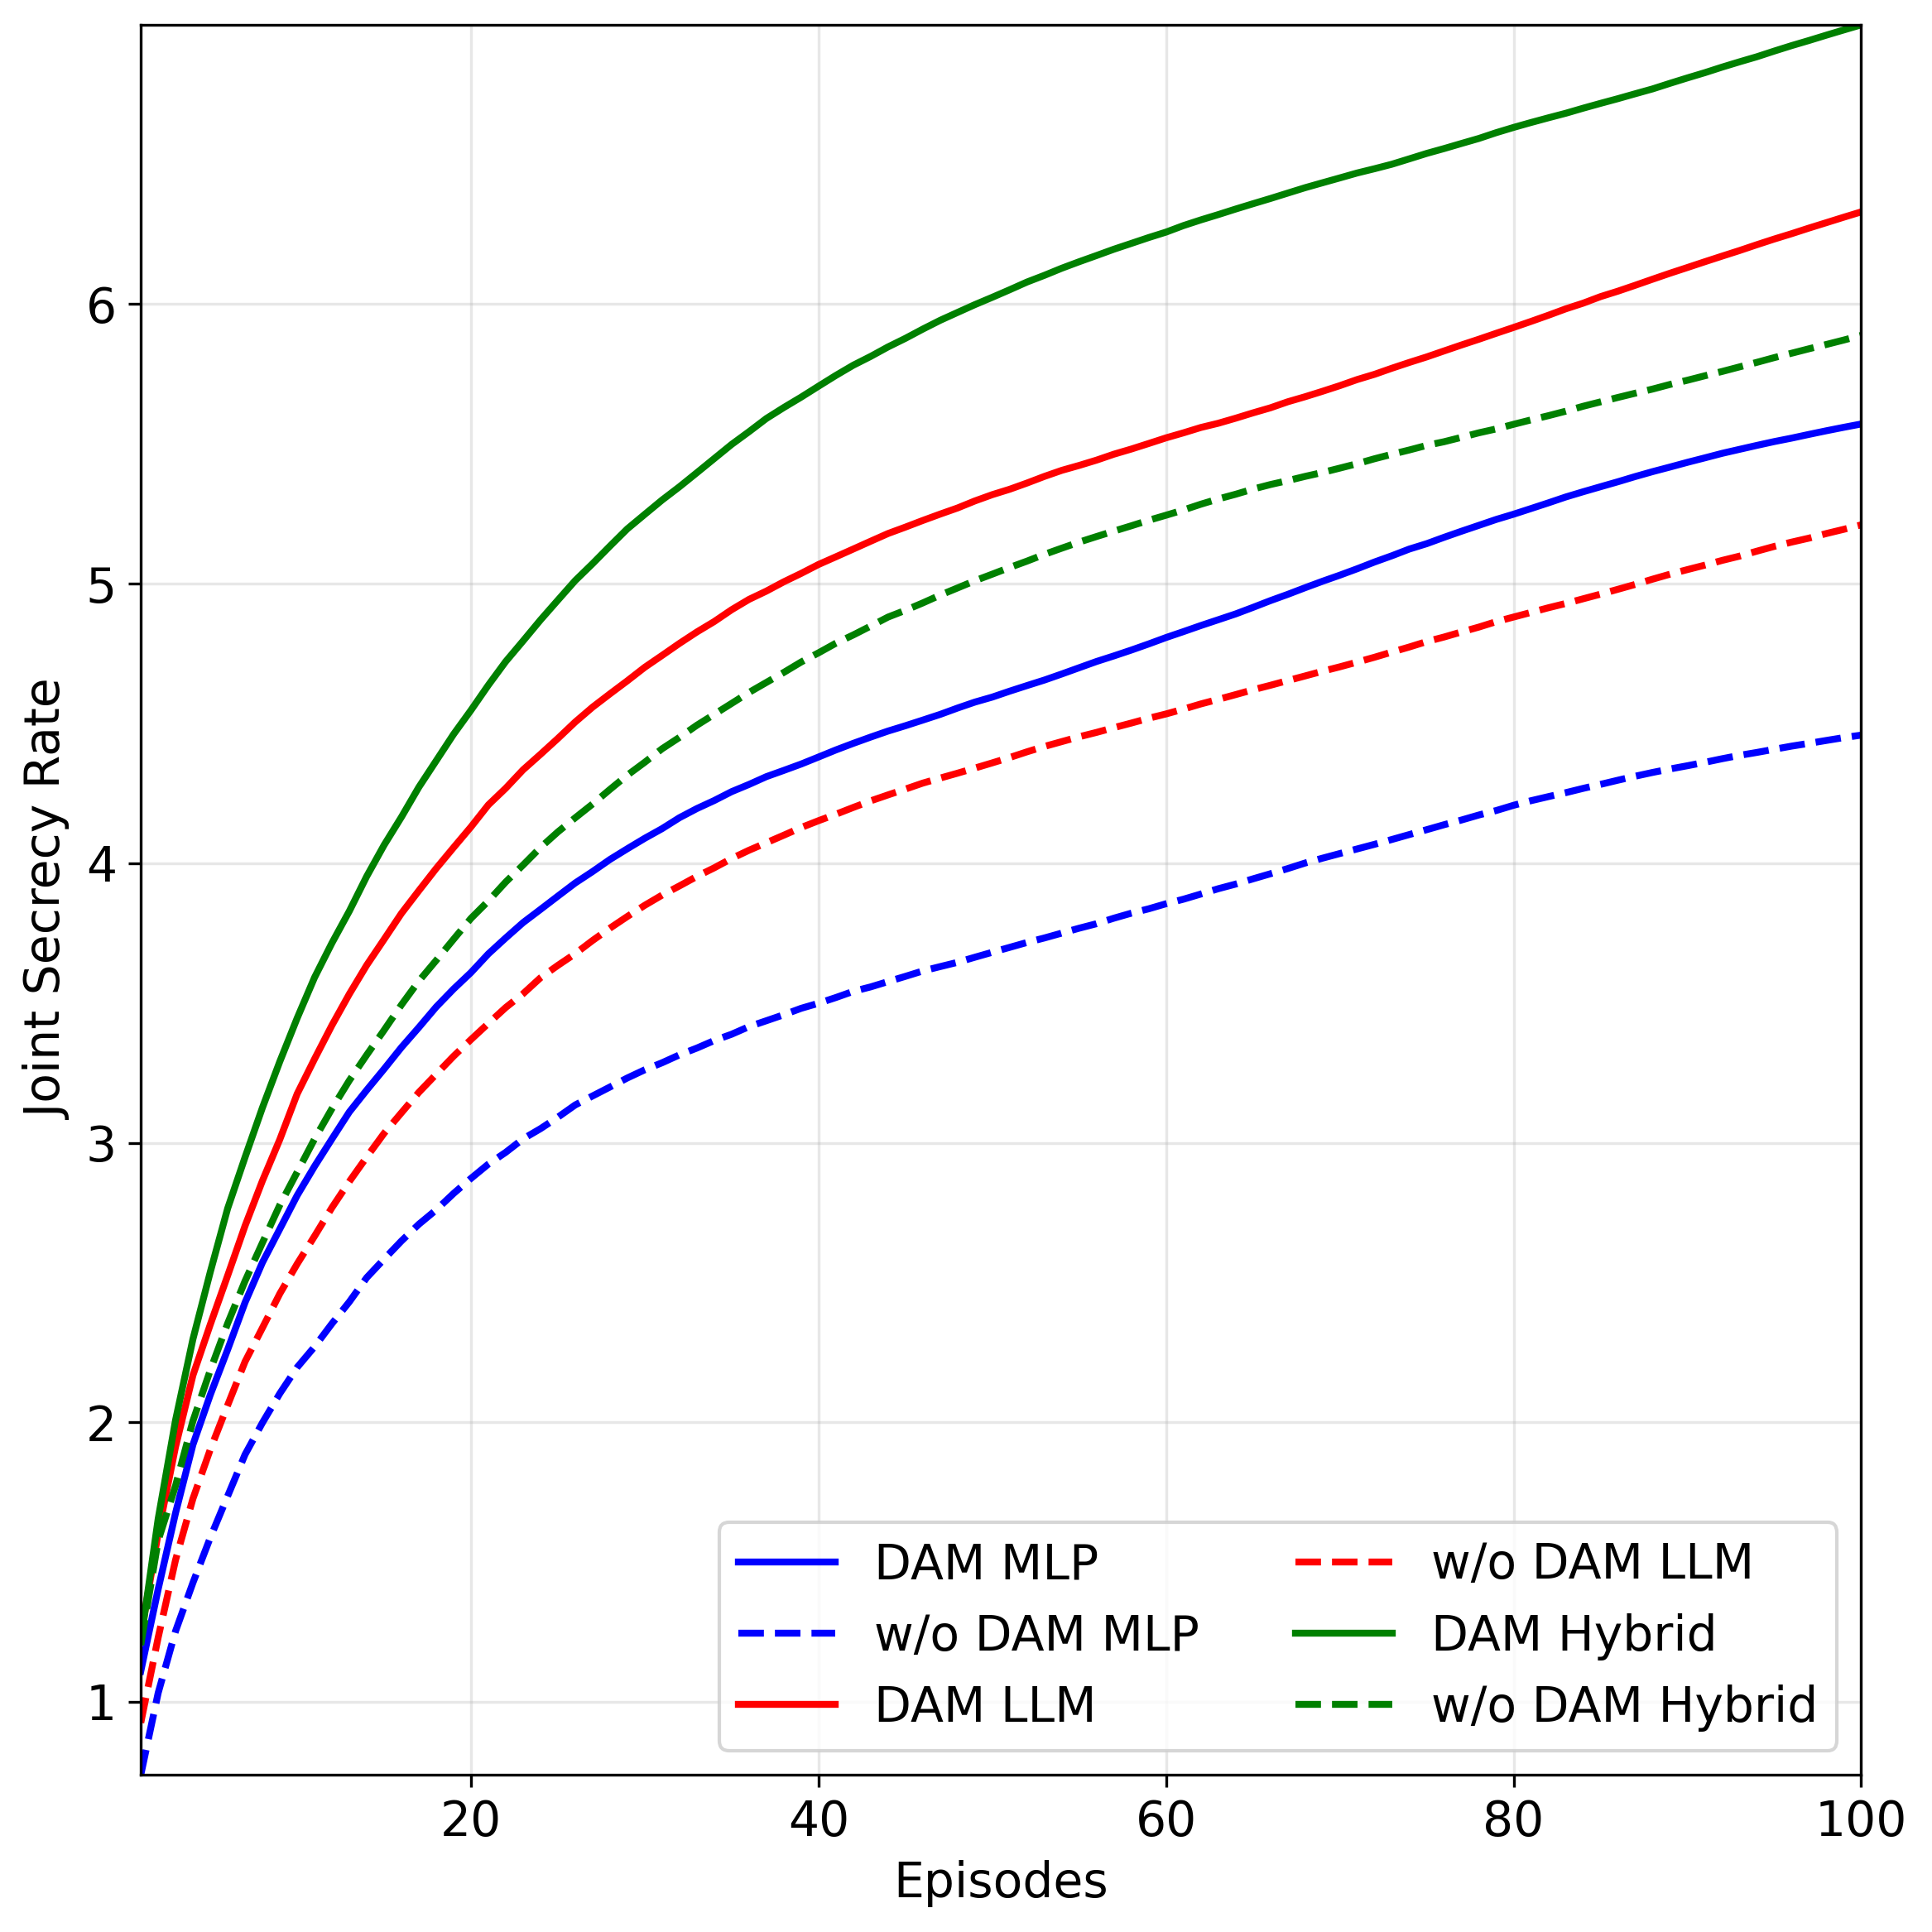 Joint Secrecy Rate
6
5
4
3
2
1
20 40 60 80 100
Episodes
DAM MLP
w/o DAM MLP
DAM LLM
w/o DAM LLM
DAM Hybrid
w/o DAM Hybrid